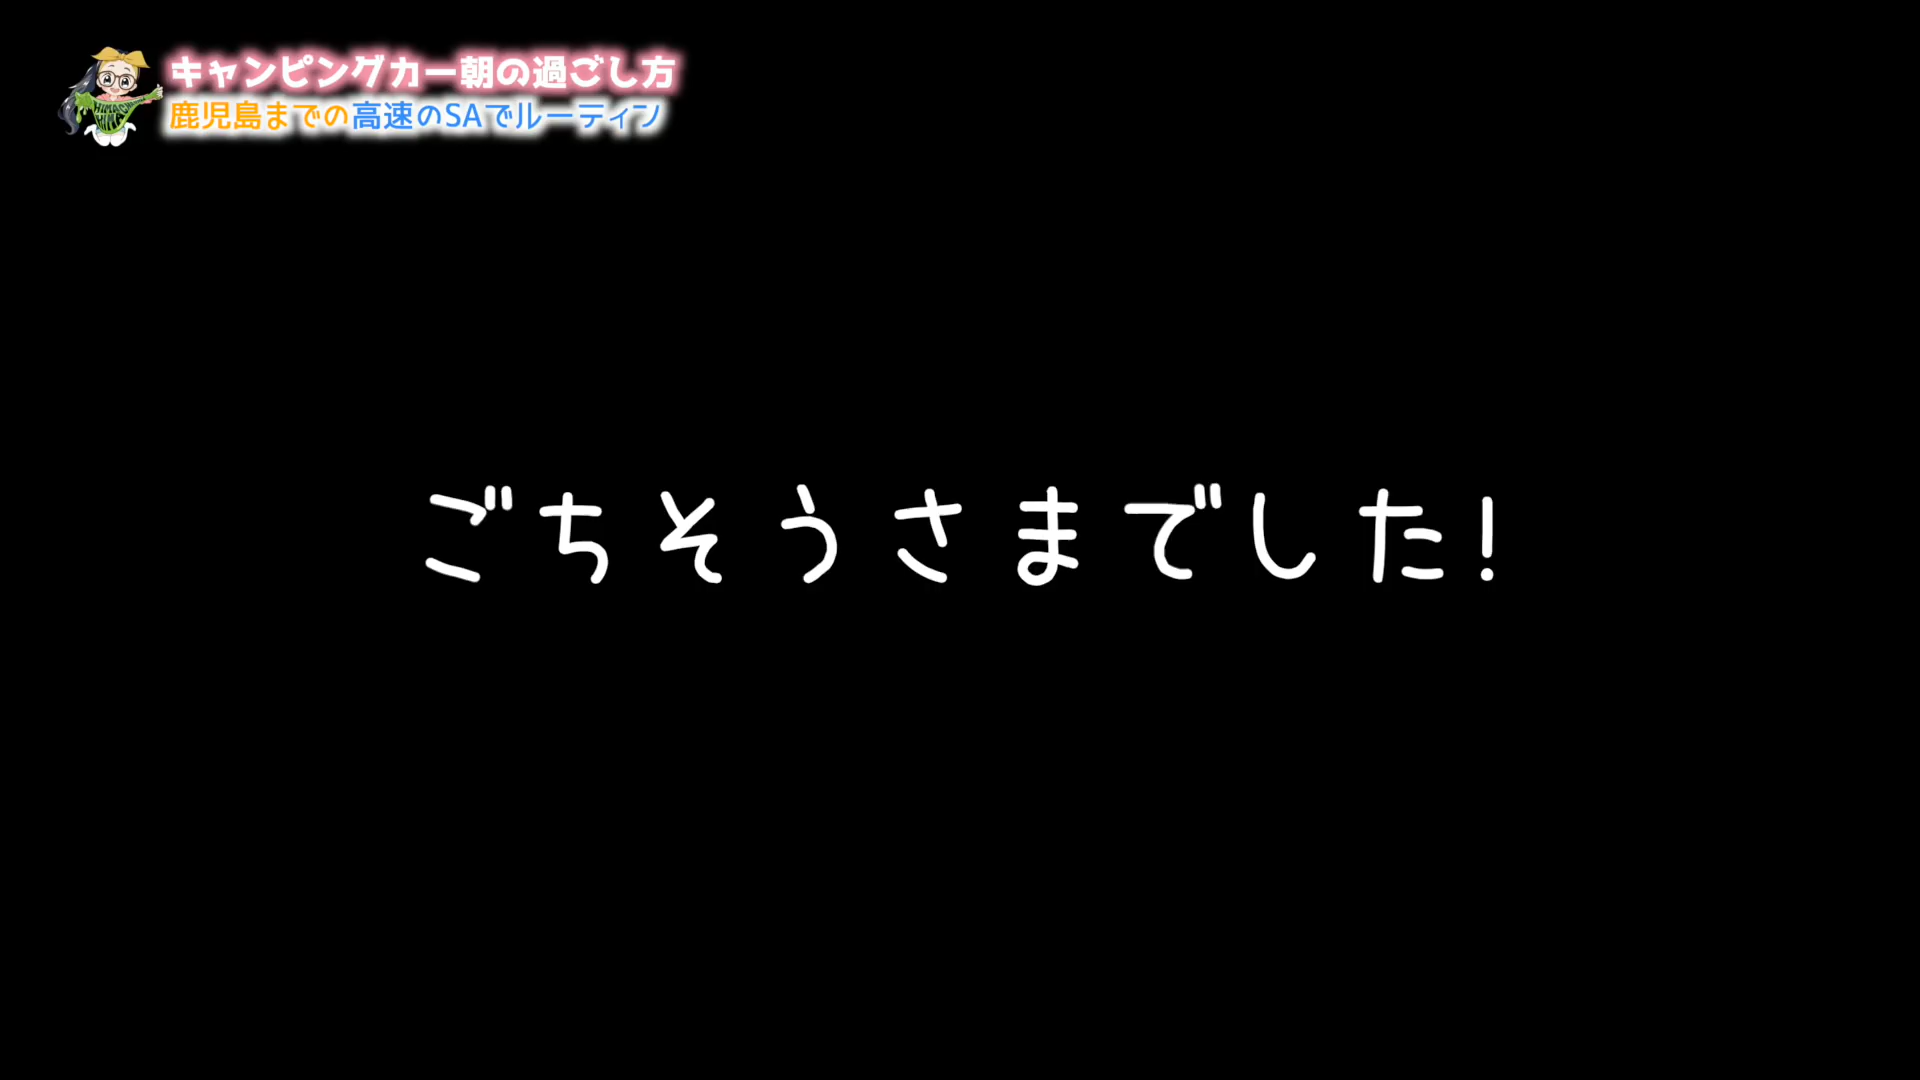 キャンピングカー朝の過ごし方
鹿児島までの高速のSAでルーティン
ごちそうさまでした!